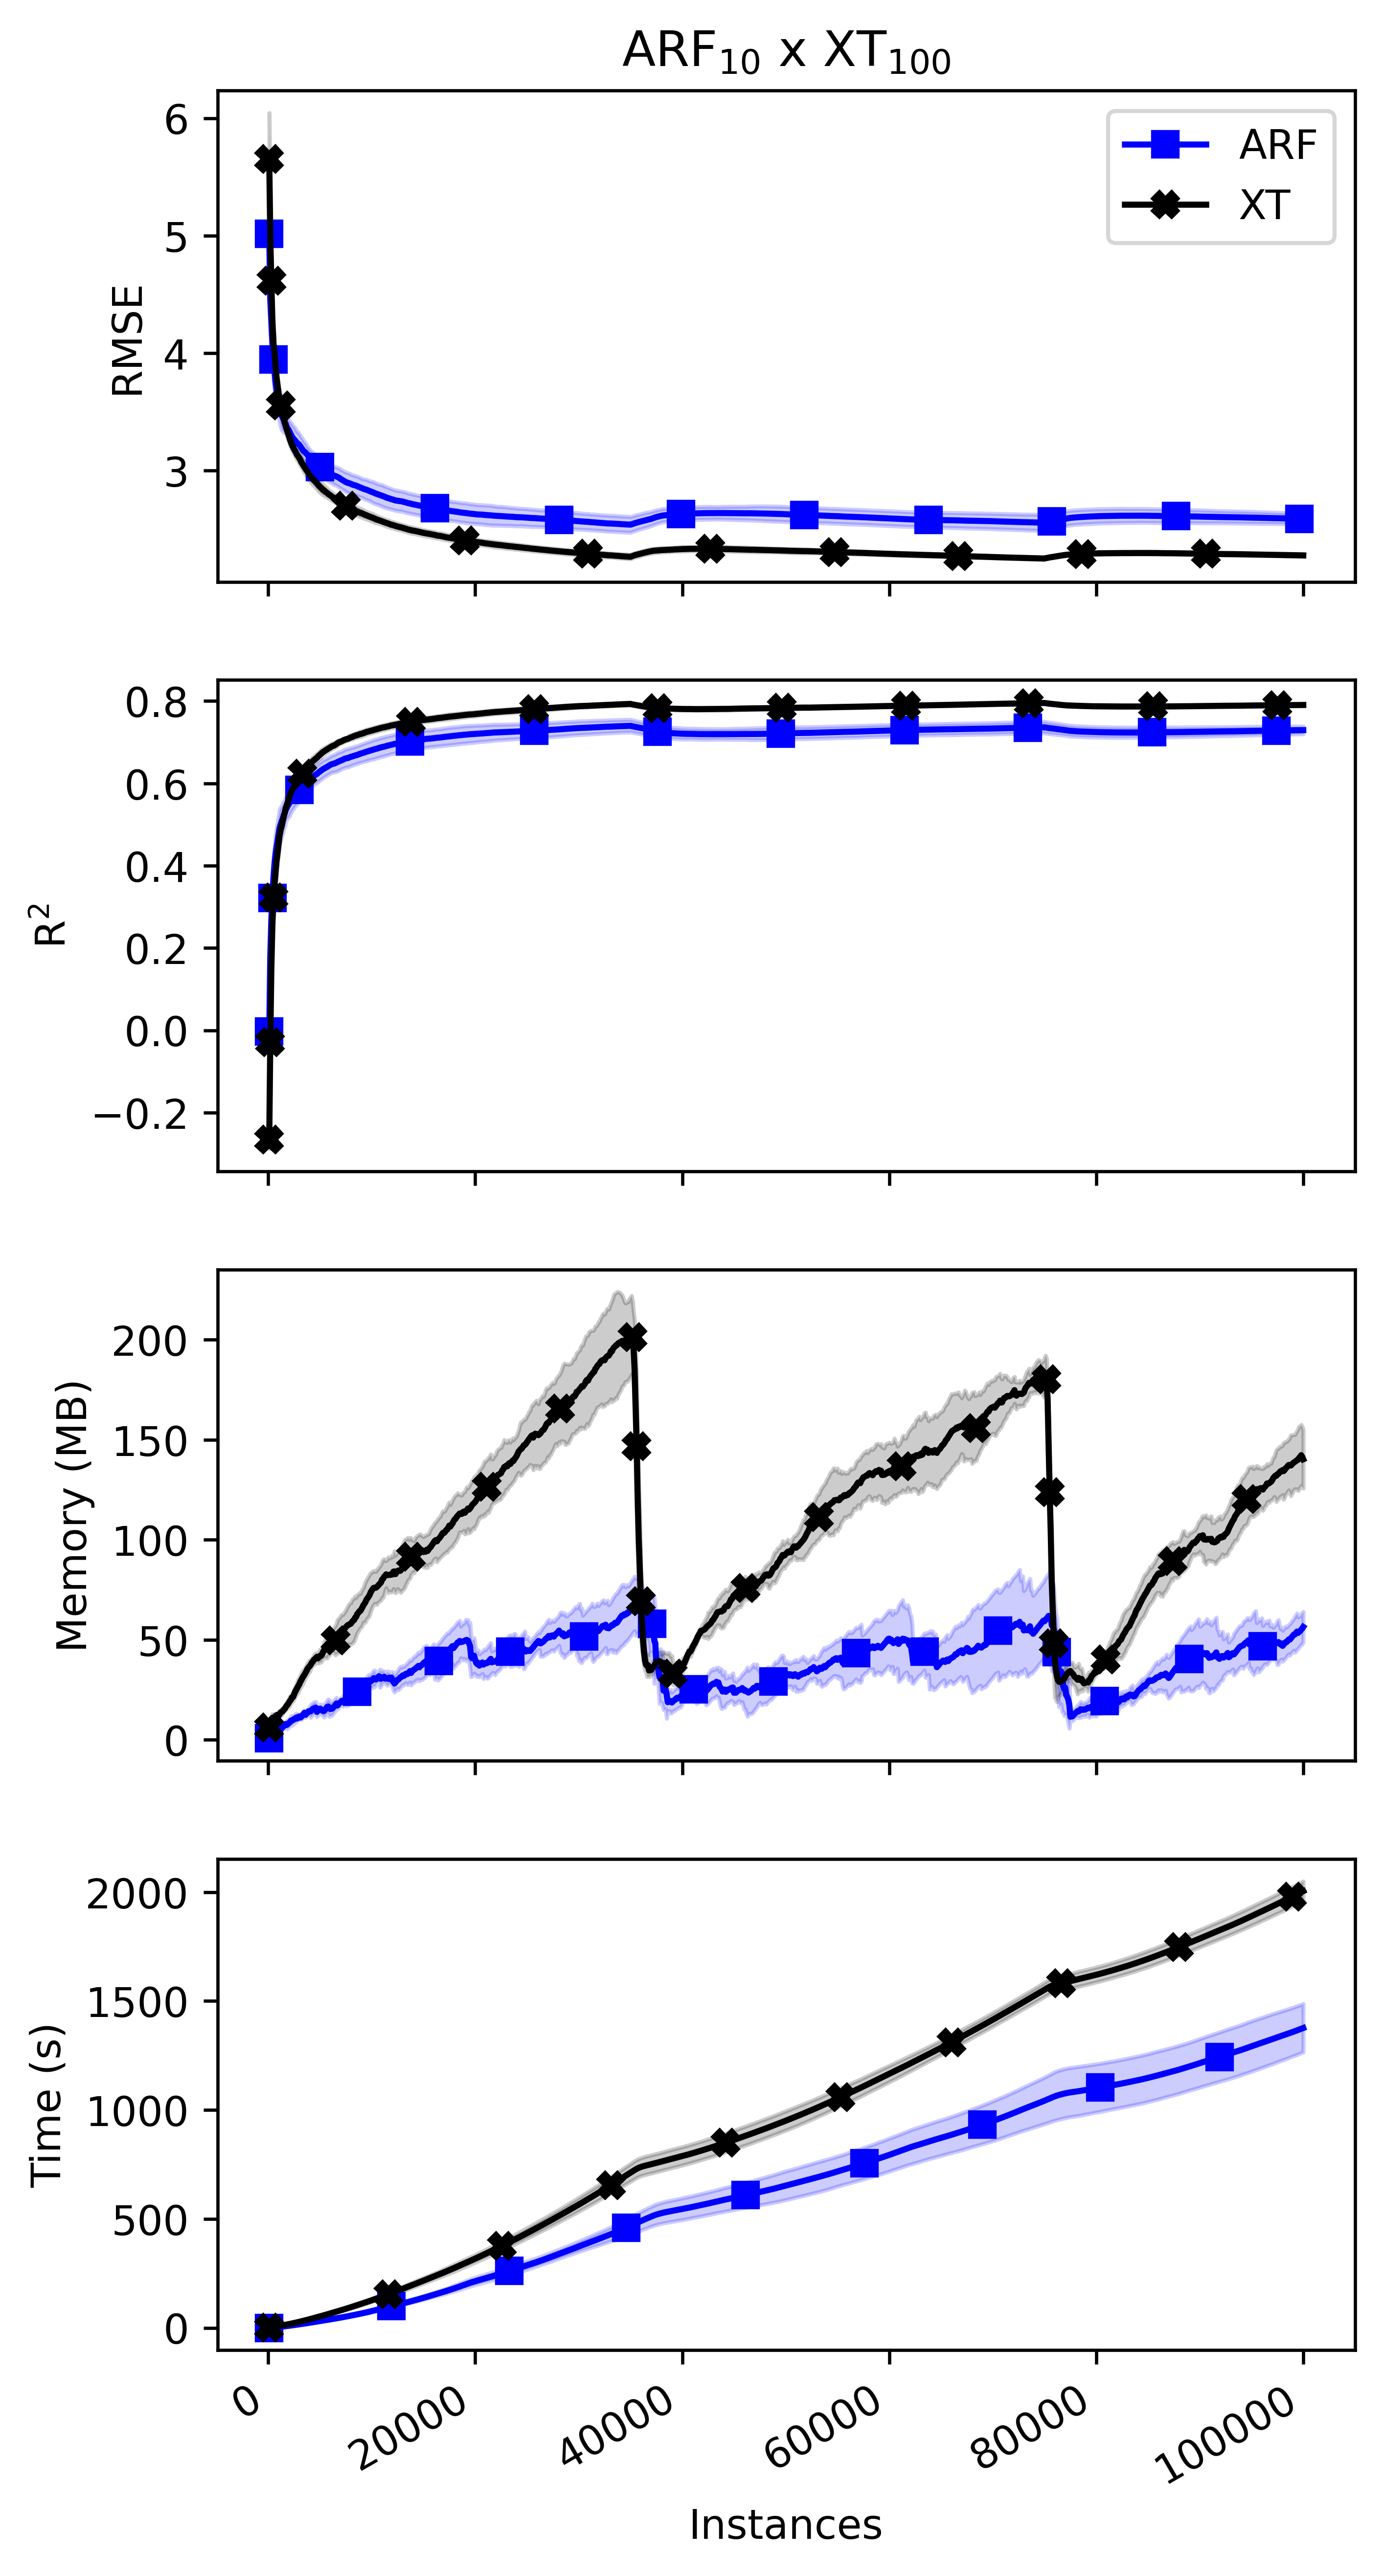 ARF₁₀ x XT₁₀₀
ARF
XT
6
5
4
3
RMSE
0.8
0.6
0.4
0.2
0.0
−0.2
R²
200
150
100
50
0
Memory (MB)
2000
1500
1000
500
0
Time (s)
0 20000 40000 60000 80000 100000
Instances